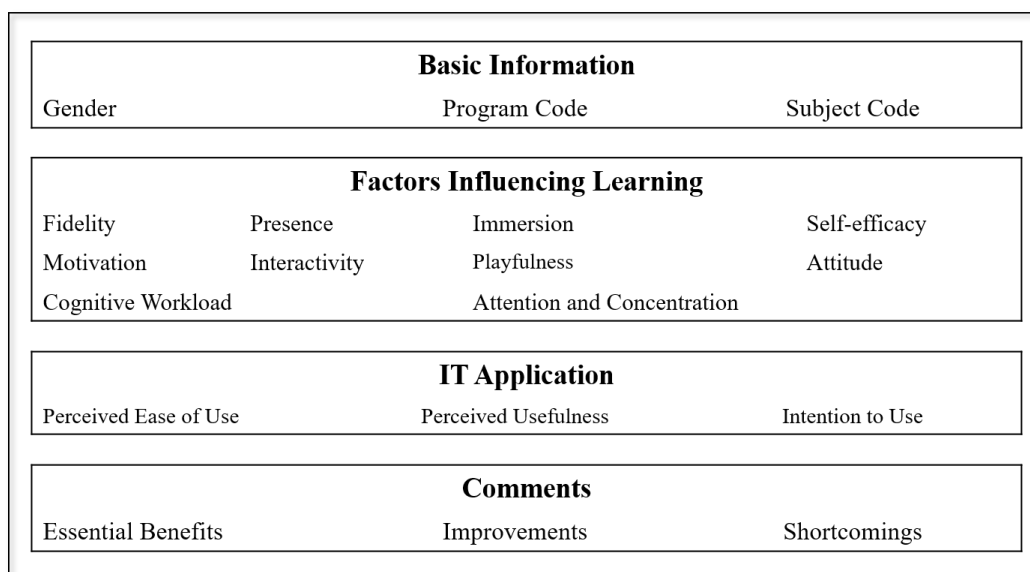 Basic Information
Gender Program Code Subject Code
Factors Influencing Learning
Fidelity Presence Immersion Self-efficacy
Motivation Interactivity Playfulness Attitude
Cognitive Workload Attention and Concentration
IT Application
Perceived Ease of Use Perceived Usefulness Intention to Use
Comments
Essential Benefits Improvements Shortcomings